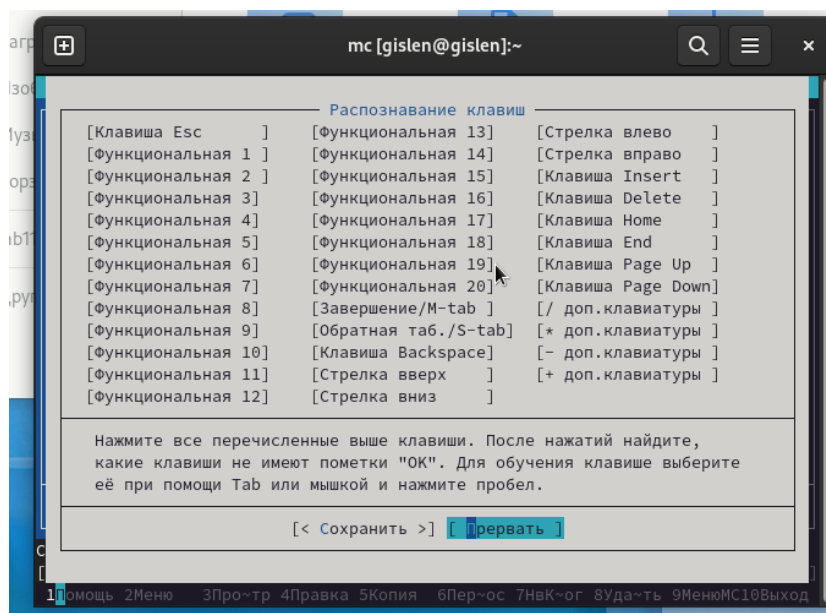 mc [gislen@gislen]:~
Распознавание клавиш
[Клавиша Esc ] [Функциональная 13] [Стрелка влево ]
[Функциональная 1 ] [Функциональная 14] [Стрелка вправо ]
[Функциональная 2 ] [Функциональная 15] [Клавиша Insert ]
[Функциональная 3] [Функциональная 16] [Клавиша Delete ]
[Функциональная 4] [Функциональная 17] [Клавиша Home ]
[Функциональная 5] [Функциональная 18] [Клавиша End ]
[Функциональная 6] [Функциональная 19] [Клавиша Page Up ]
[Функциональная 7] [Функциональная 20] [Клавиша Page Down]
[Функциональная 8] [Завершение/M-tab ] [/ доп.клавиатуры ]
[Функциональная 9] [Обратная таб./S-tab] [* доп.клавиатуры ]
[Функциональная 10] [Клавиша Backspace] [- доп.клавиатуры ]
[Функциональная 11] [Стрелка вверх ] [+ доп.клавиатуры ]
[Функциональная 12] [Стрелка вниз ]
Нажмите все перечисленные выше клавиши. После нажатий найдите,
какие клавиши не имеют пометки "OK". Для обучения клавише выберите
её при помощи Tab или мышкой и нажмите пробел.
[< Сохранить >] [ Прервать ]
1Помощь 2Меню 3Про~тр 4Правка 5Копия 6Пер~ос 7НвК~ог 8Уда~ть 9МенюMC10Выход